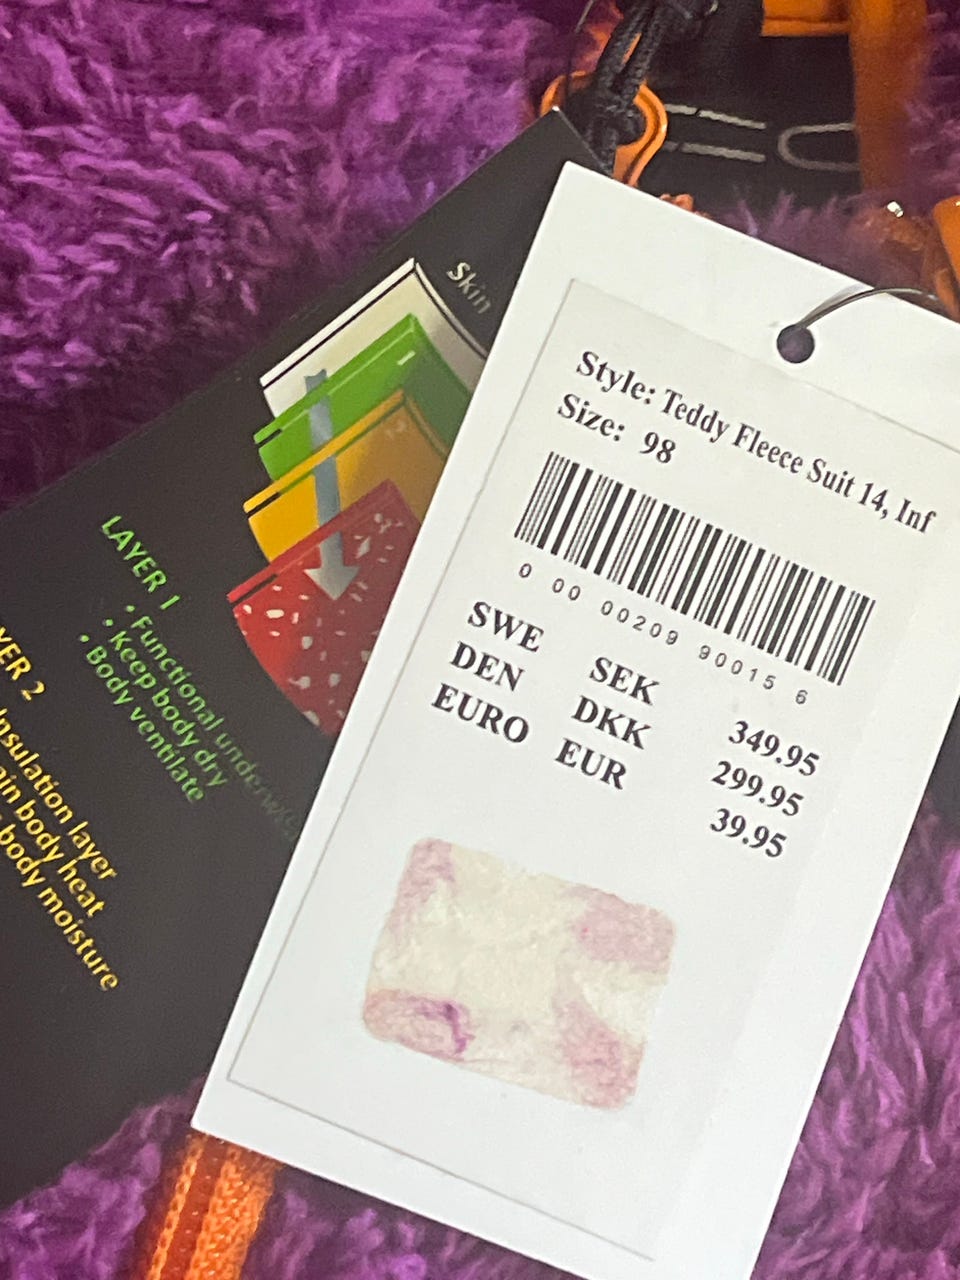 Skin
LAYER 1
• Functional underwear
• Keep body dry
• Body ventilate
YER 2
Insulation layer
ain body heat
body moisture
Style: Teddy Fleece Suit 14, Inf
Size: 98
0 00 00209 90015 6
SWE SEK 349.95
DEN DKK 299.95
EURO EUR 39.95